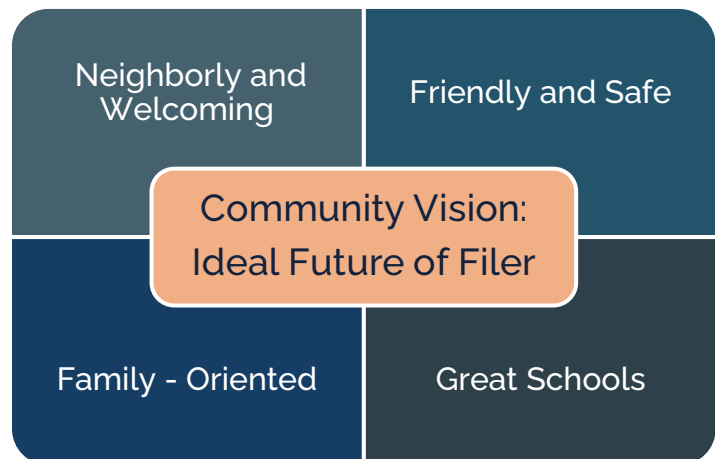 Neighborly and
Welcoming
Friendly and Safe
Community Vision:
Ideal Future of Filer
Family - Oriented
Great Schools